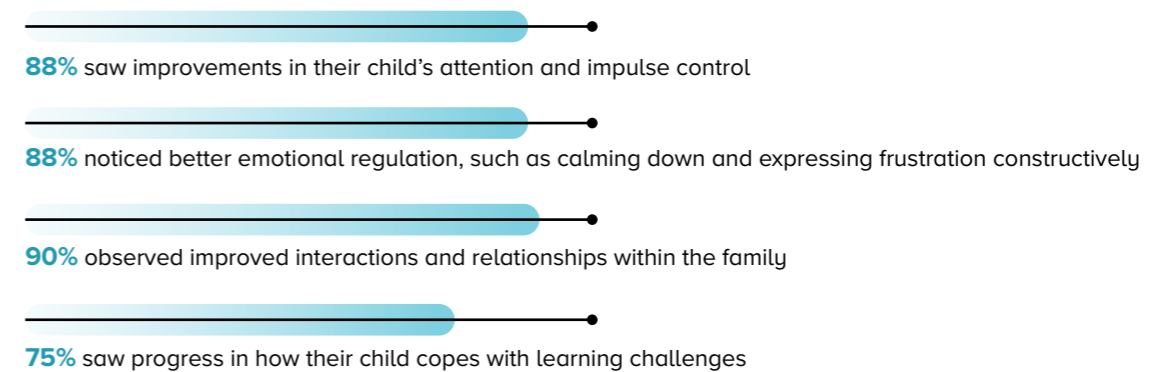 88% saw improvements in their child's attention and impulse control
88% noticed better emotional regulation, such as calming down and expressing frustration constructively
90% observed improved interactions and relationships within the family
75% saw progress in how their child copes with learning challenges